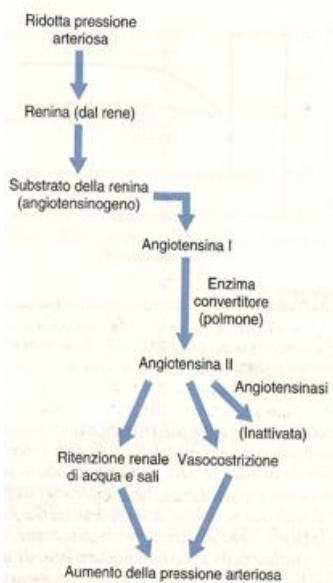 Ridotta pressione
arteriosa
Renina (dal rene)
Substrato della renina
(angiotensinogeno)
Angiotensina I
Enzima
convertitore
(polmone)
Angiotensina II
Angiotensinasi
(Inattivata)
Ritenzione renale
di acqua e sali
Vasocostrizione
Aumento della pressione arteriosa